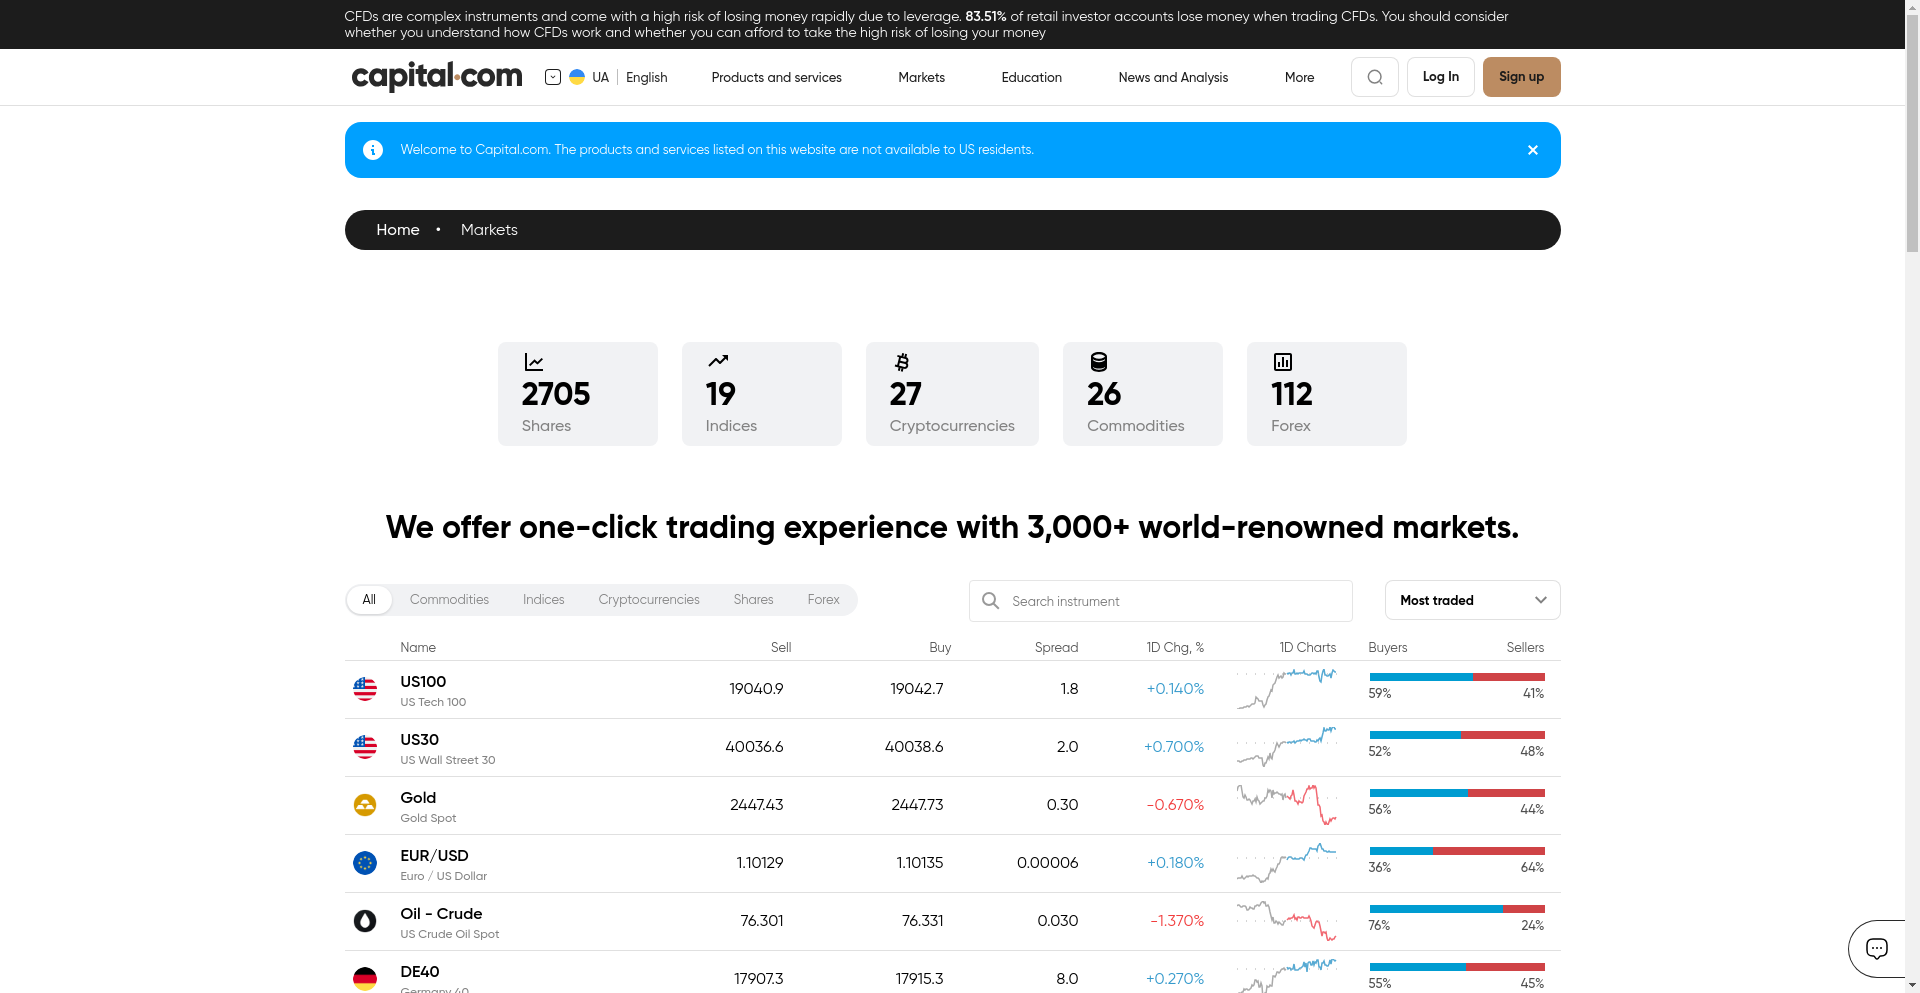 CFDs are complex instruments and come with a high risk of losing money rapidly due to leverage. 83.51% of retail investor accounts lose money when trading CFDs. You should consider
whether you understand how CFDs work and whether you can afford to take the high risk of losing your money
capital.com UA English Products and services Markets Education News and Analysis More Log In Sign up
Welcome to Capital.com. The products and services listed on this website are not available to US residents.
Home • Markets
2705 19 27 26 112
Shares Indices Cryptocurrencies Commodities Forex
We offer one-click trading experience with 3,000+ world-renowned markets.
All Commodities Indices Cryptocurrencies Shares Forex Search instrument Most traded
Name Sell Buy Spread 1D Chg, % 1D Charts Buyers Sellers
US100 19040.9 19042.7 1.8 +0.140% 59% 41%
US Tech 100
US30 40036.6 40038.6 2.0 +0.700% 52% 48%
US Wall Street 30
Gold 2447.43 2447.73 0.30 -0.670% 56% 44%
Gold Spot
EUR/USD 1.10129 1.10135 0.00006 +0.180% 36% 64%
Euro / US Dollar
Oil - Crude 76.301 76.331 0.030 -1.370% 76% 24%
US Crude Oil Spot
DE40 17907.3 17915.3 8.0 +0.270% 55% 45%
Germany 40